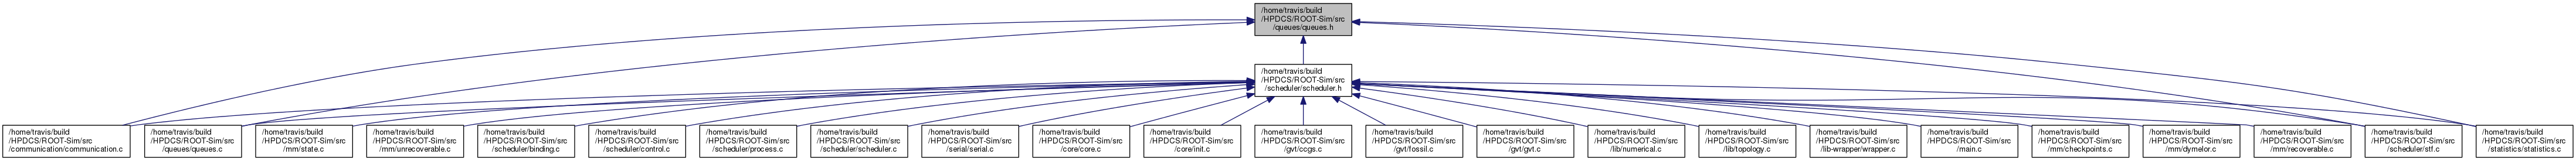 /home/travis/build
/HPDCS/ROOT-Sim/src
/queues/queues.h
/home/travis/build
/HPDCS/ROOT-Sim/src
/scheduler/scheduler.h
/home/travis/build
/HPDCS/ROOT-Sim/src
/communication/communication.c
/home/travis/build
/HPDCS/ROOT-Sim/src
/queues/queues.c
/home/travis/build
/HPDCS/ROOT-Sim/src
/mm/state.c
/home/travis/build
/HPDCS/ROOT-Sim/src
/mm/unrecoverable.c
/home/travis/build
/HPDCS/ROOT-Sim/src
/scheduler/binding.c
/home/travis/build
/HPDCS/ROOT-Sim/src
/scheduler/control.c
/home/travis/build
/HPDCS/ROOT-Sim/src
/scheduler/process.c
/home/travis/build
/HPDCS/ROOT-Sim/src
/scheduler/scheduler.c
/home/travis/build
/HPDCS/ROOT-Sim/src
/serial/serial.c
/home/travis/build
/HPDCS/ROOT-Sim/src
/core/core.c
/home/travis/build
/HPDCS/ROOT-Sim/src
/core/init.c
/home/travis/build
/HPDCS/ROOT-Sim/src
/gvt/ccgs.c
/home/travis/build
/HPDCS/ROOT-Sim/src
/gvt/fossil.c
/home/travis/build
/HPDCS/ROOT-Sim/src
/gvt/gvt.c
/home/travis/build
/HPDCS/ROOT-Sim/src
/lib/numerical.c
/home/travis/build
/HPDCS/ROOT-Sim/src
/lib/topology.c
/home/travis/build
/HPDCS/ROOT-Sim/src
/lib-wrapper/wrapper.c
/home/travis/build
/HPDCS/ROOT-Sim/src
/main.c
/home/travis/build
/HPDCS/ROOT-Sim/src
/mm/checkpoints.c
/home/travis/build
/HPDCS/ROOT-Sim/src
/mm/dymelor.c
/home/travis/build
/HPDCS/ROOT-Sim/src
/mm/recoverable.c
/home/travis/build
/HPDCS/ROOT-Sim/src
/scheduler/stf.c
/home/travis/build
/HPDCS/ROOT-Sim/src
/statistics/statistics.c